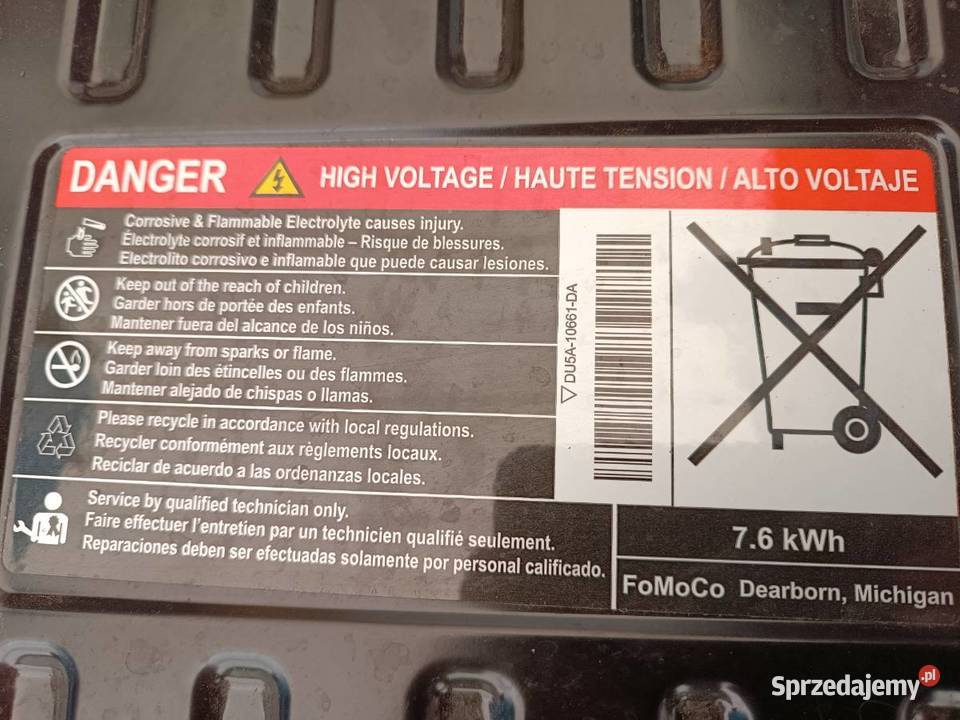 DANGER HIGH VOLTAGE / HAUTE TENSION / ALTO VOLTAJE
Corrosive & Flammable Electrolyte causes injury.
Électrolyte corrosif et inflammable – Risque de blessures.
Electrolito corrosivo e inflamable que puede causar lesiones.
Keep out of the reach of children.
Garder hors de portée des enfants.
Mantener fuera del alcance de los niños.
Keep away from sparks or flame.
Garder loin des étincelles ou des flammes.
Mantener alejado de chispas o llamas.
Please recycle in accordance with local regulations.
Recycler conformément aux règlements locaux.
Reciclar de acuerdo a las ordenanzas locales.
Service by qualified technician only.
Faire effectuer l'entretien par un technicien qualifié seulement.
Reparaciones deben ser efectuadas solamente por personal calificado.
DU5A-10661-DA
7.6 kWh
FoMoCo Dearborn, Michigan
Sprzedajemy.pl